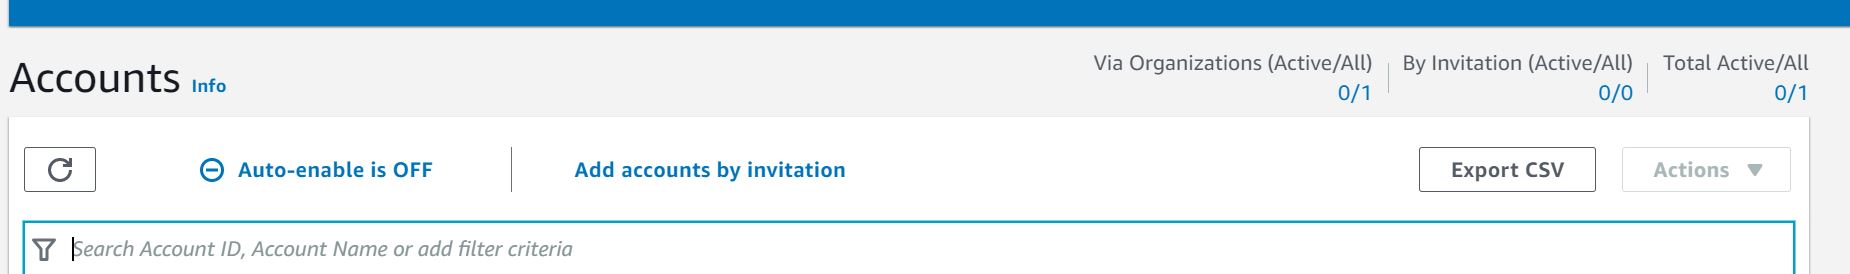 Accounts Info
Via Organizations (Active/All)
0/1
By Invitation (Active/All)
0/0
Total Active/All
0/1
Auto-enable is OFF
Add accounts by invitation
Export CSV
Actions
Search Account ID, Account Name or add filter criteria